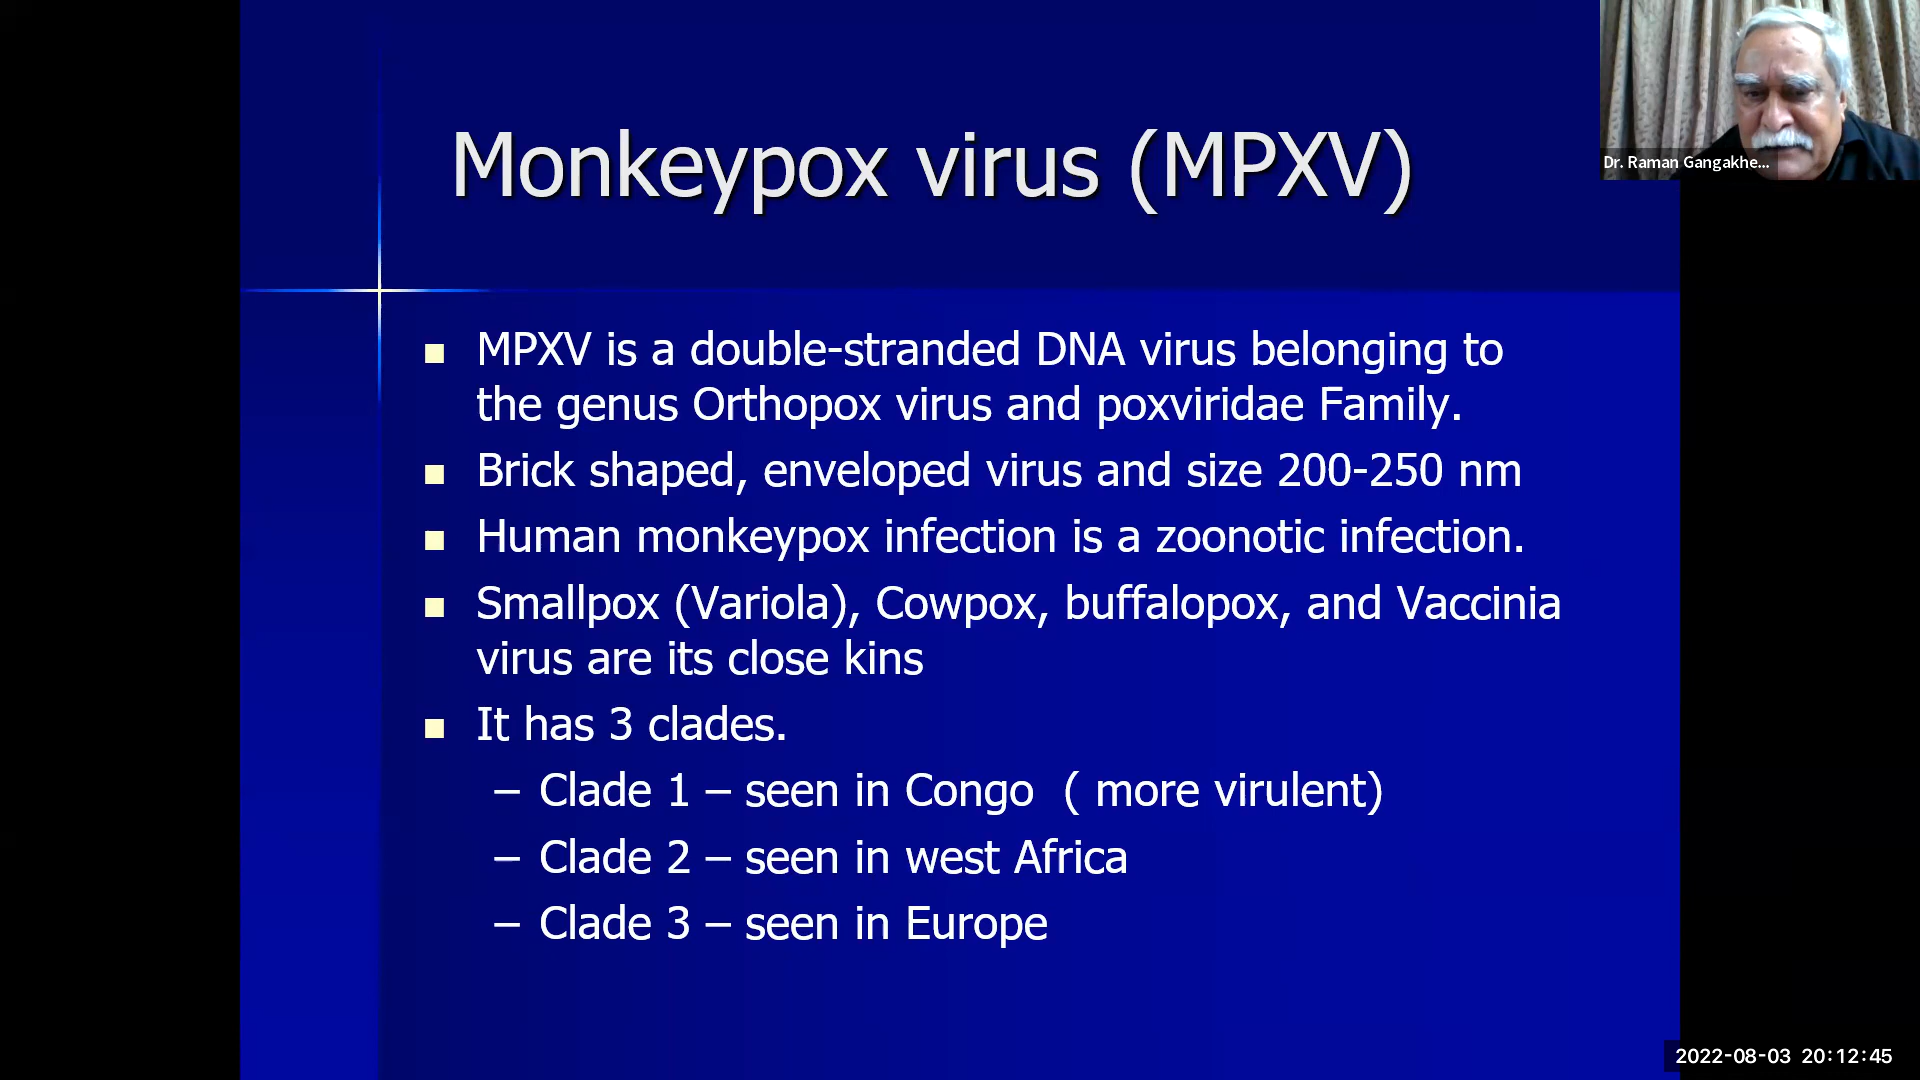 Monkeypox virus (MPXV)
Dr. Raman Gangakhe...
MPXV is a double-stranded DNA virus belonging to
the genus Orthopox virus and poxviridae Family.
Brick shaped, enveloped virus and size 200-250 nm
Human monkeypox infection is a zoonotic infection.
Smallpox (Variola), Cowpox, buffalopox, and Vaccinia
virus are its close kins
It has 3 clades.
– Clade 1 – seen in Congo ( more virulent)
– Clade 2 – seen in west Africa
– Clade 3 – seen in Europe
2022-08-03 20:12:45